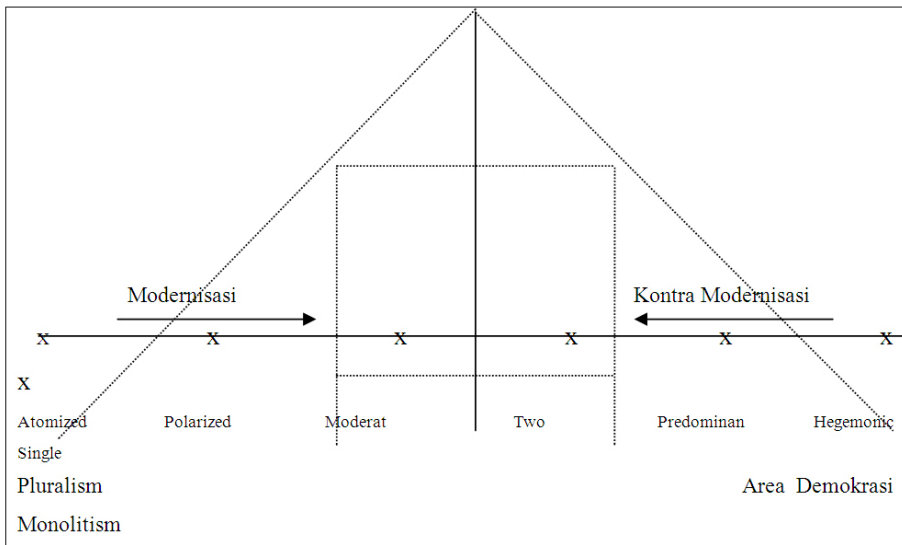 Modernisasi Kontra Modernisasi
x x x x x x
x
Atomized Polarized Moderat Two Predominan Hegemonic
Single
Pluralism Area Demokrasi
Monolitism